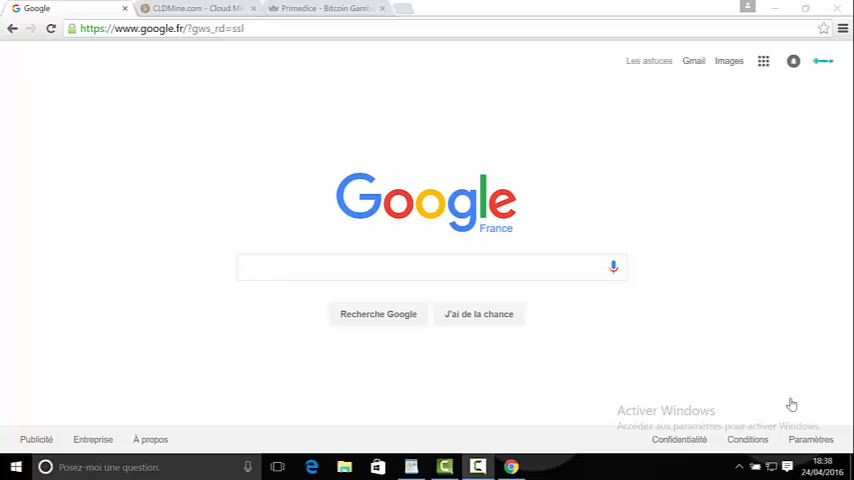 Google
CLDMine.com - Cloud Mi
Primedice - Bitcoin Gamb
https://www.google.fr/?gws_rd=ssl
Les astuces Gmail Images
Google
France
Recherche Google J'ai de la chance
Activer Windows
Accédez aux paramètres pour activer Windows.
Publicité Entreprise À propos Confidentialité Conditions Paramètres
Posez-moi une question.
18:38
24/04/2016